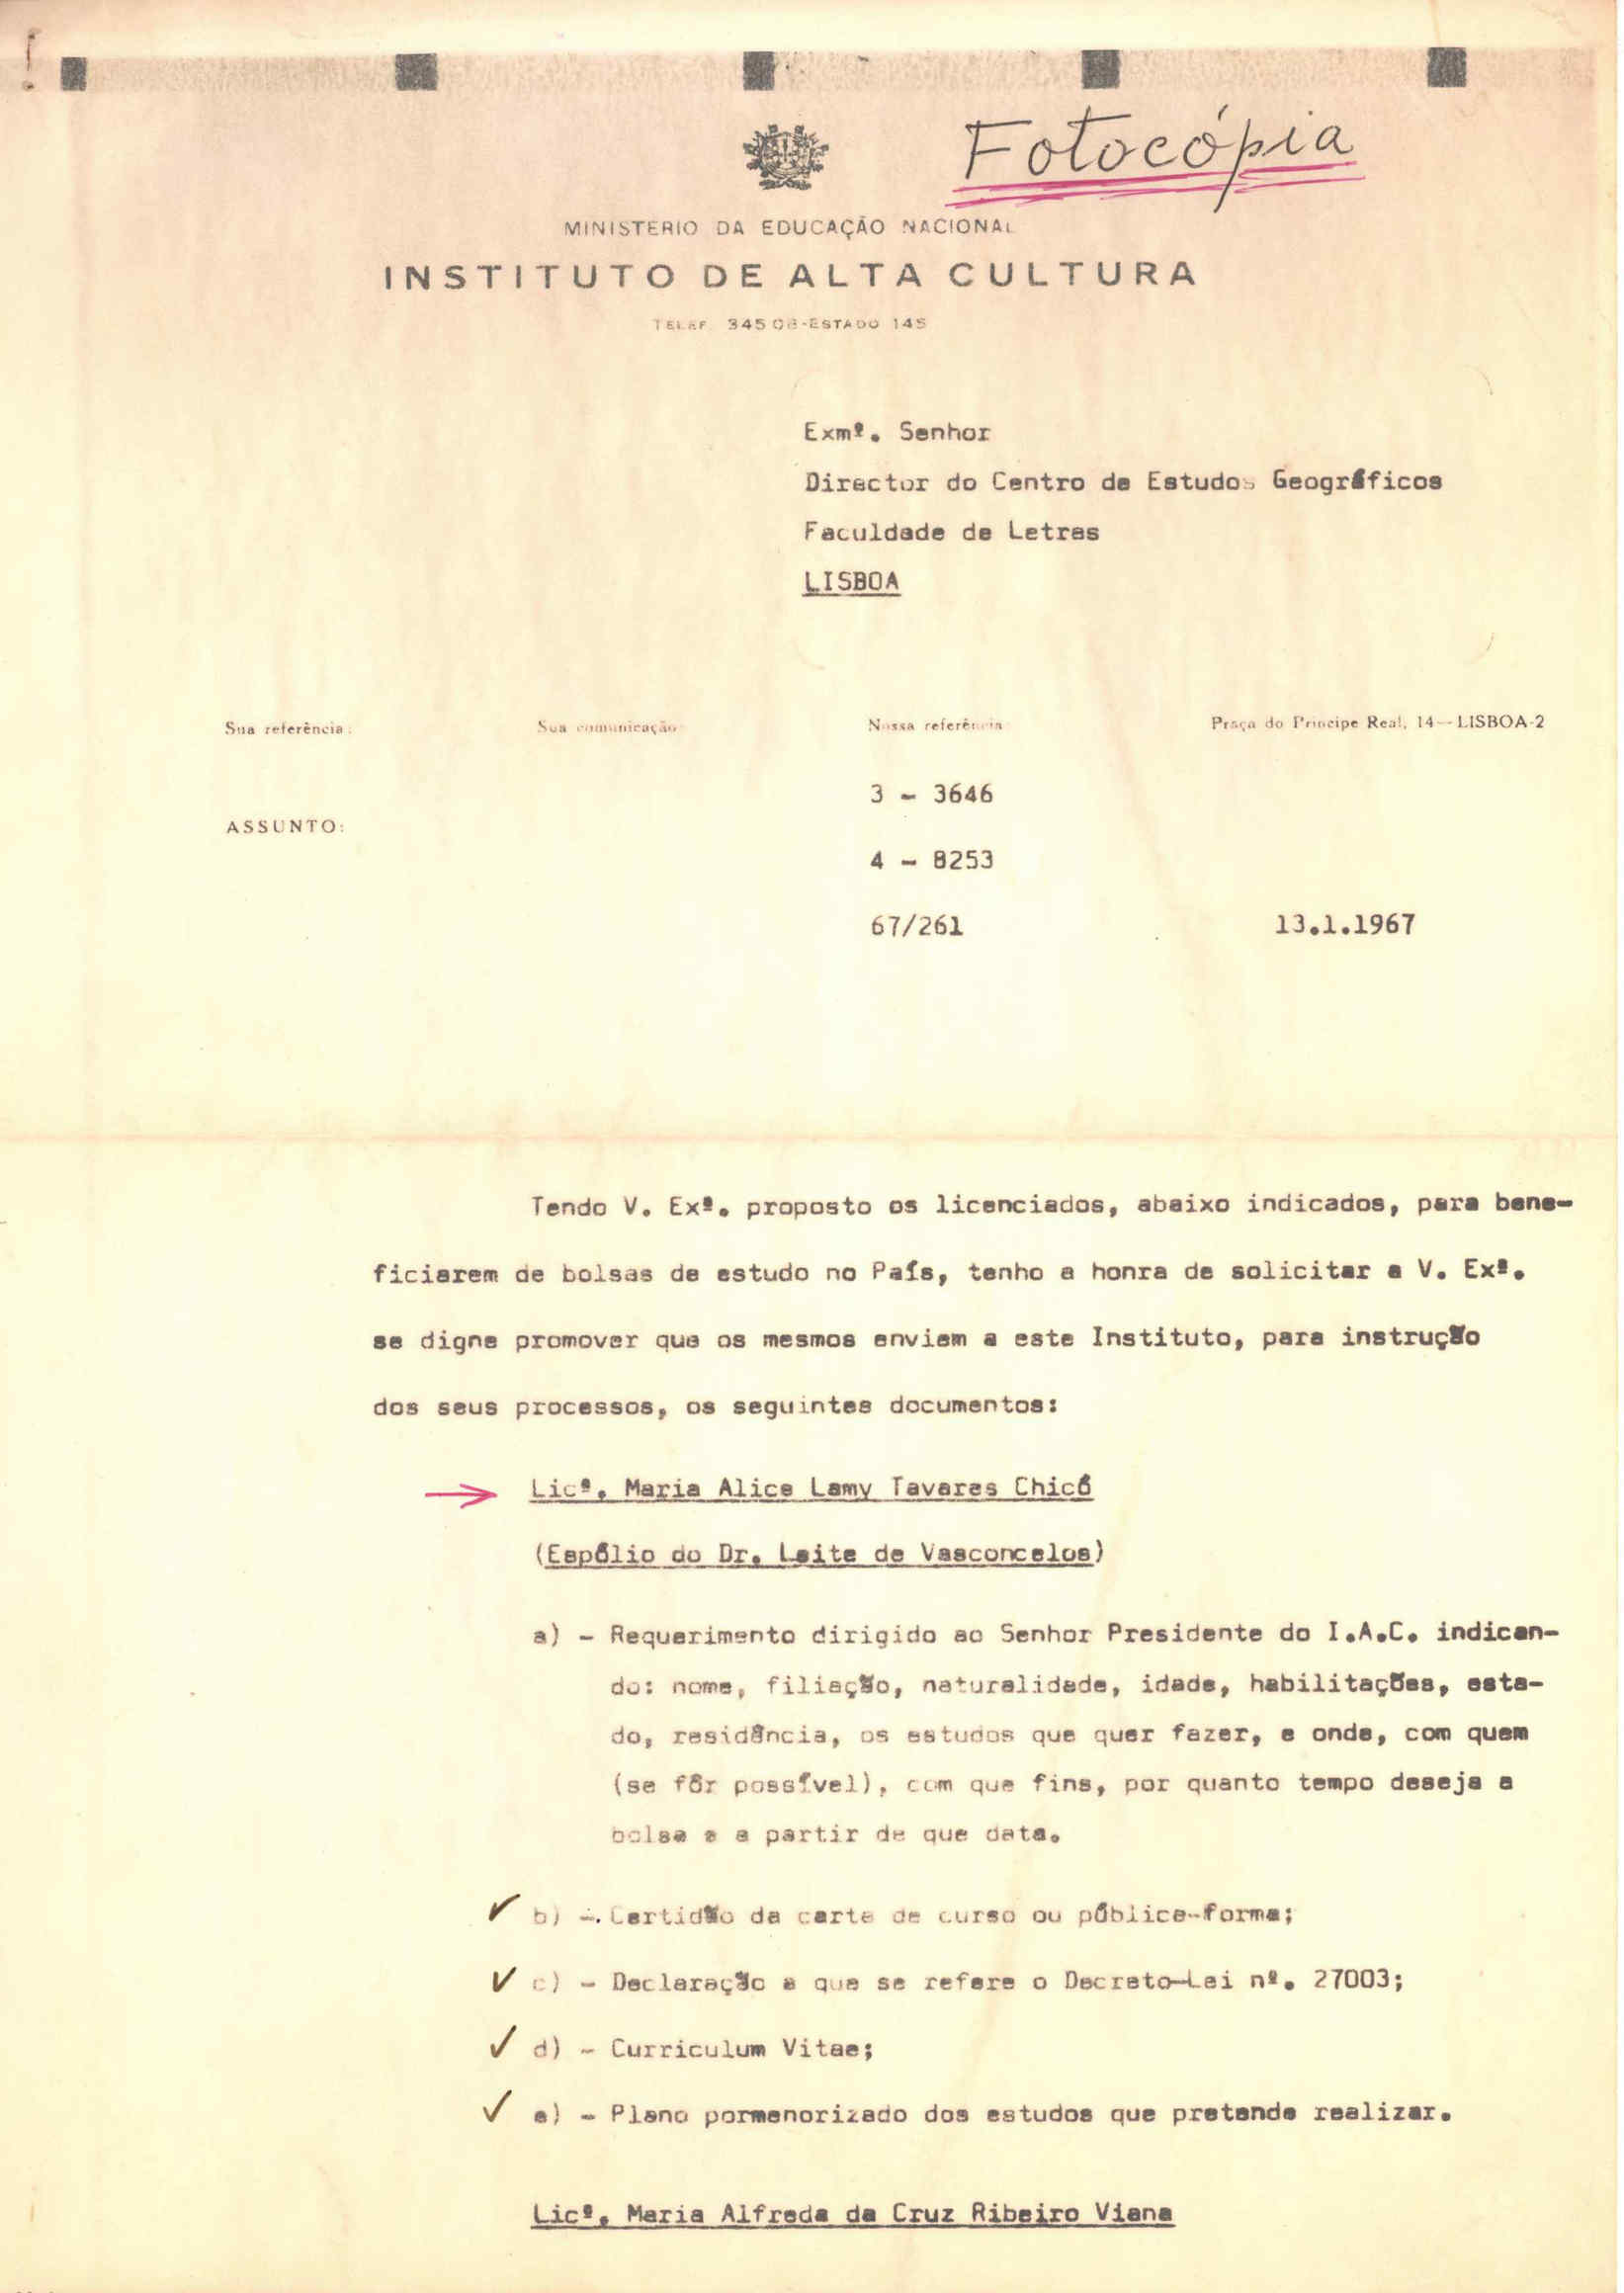 Fotocópia
MINISTERIO DA EDUCAÇÃO NACIONAL
INSTITUTO DE ALTA CULTURA
TELEF. 34508-ESTADO 145
Exmº. Senhor
Director do Centro de Estudos Geográficos
Faculdade de Letras
LISBOA
Sua referência:
Sua comunicação:
Nossa referência:
Praça do Principe Real, 14—LISBOA-2
3 - 3646
ASSUNTO:
4 - 8253
67/261
13.1.1967
Tendo V. Exª. proposto os licenciados, abaixo indicados, para bene-
ficiarem de bolsas de estudo no País, tenho a honra de solicitar a V. Exª.
se digne promover que os mesmos enviem a este Instituto, para instrução
dos seus processos, os seguintes documentos:
Licª. Maria Alice Lamy Tavares Chicó
(Espólio do Dr. Leite de Vasconcelos)
a) - Requerimento dirigido ao Senhor Presidente do I.A.C. indican-
do: nome, filiação, naturalidade, idade, habilitações, esta-
do, residência, os estudos que quer fazer, e onde, com quem
(se fôr possível), com que fins, por quanto tempo deseja a
bolsa e a partir de que data.
b) - Certidão da carta de curso ou pública-forma;
c) - Declaração a que se refere o Decreto-Lei nº. 27003;
d) - Curriculum Vitae;
e) - Plano pormenorizado dos estudos que pretende realizar.
Licª. Maria Alfreda da Cruz Ribeiro Viana